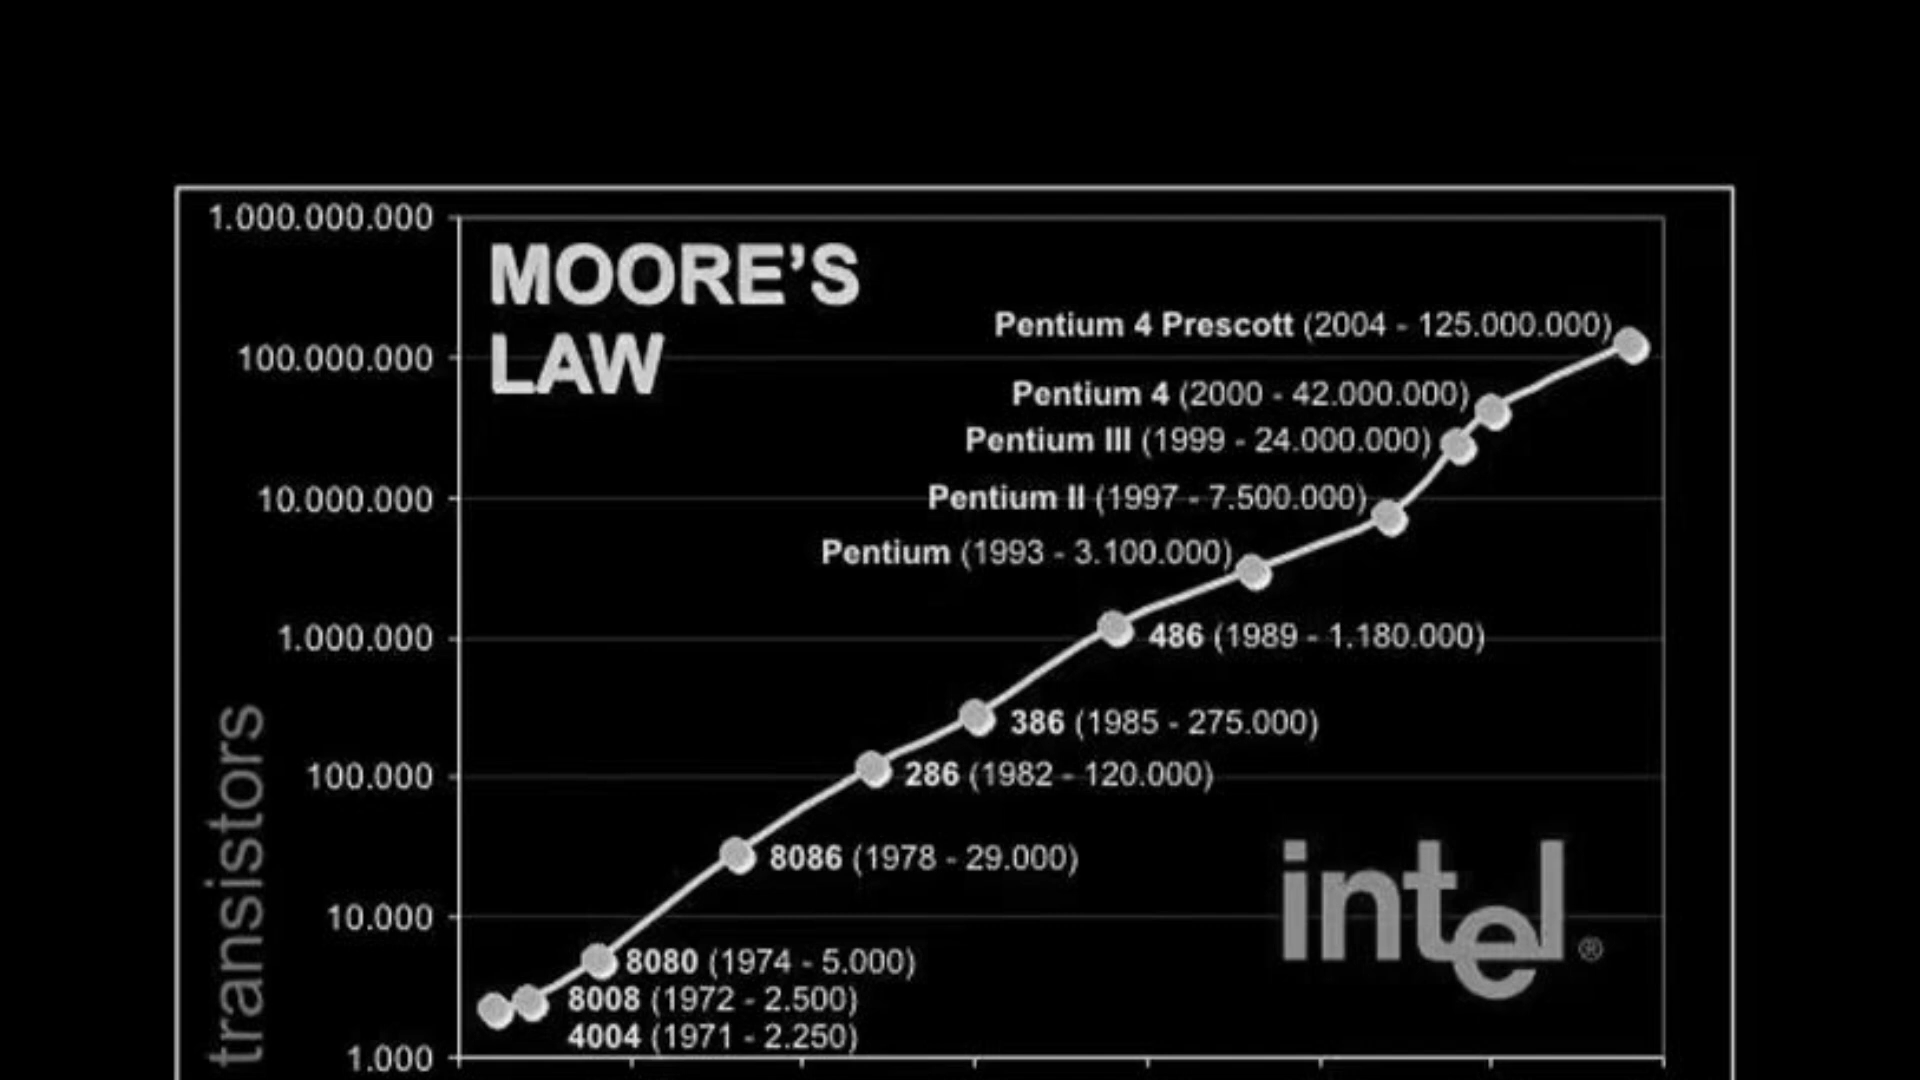 1.000.000.000
MOORE'S
LAW
Pentium 4 Prescott (2004 - 125.000.000)
100.000.000
Pentium 4 (2000 - 42.000.000)
Pentium III (1999 - 24.000.000)
10.000.000
Pentium II (1997 - 7.500.000)
Pentium (1993 - 3.100.000)
1.000.000
486 (1989 - 1.180.000)
386 (1985 - 275.000)
100.000
286 (1982 - 120.000)
8086 (1978 - 29.000)
10.000
8080 (1974 - 5.000)
8008 (1972 - 2.500)
4004 (1971 - 2.250)
1.000
transistors
intel®